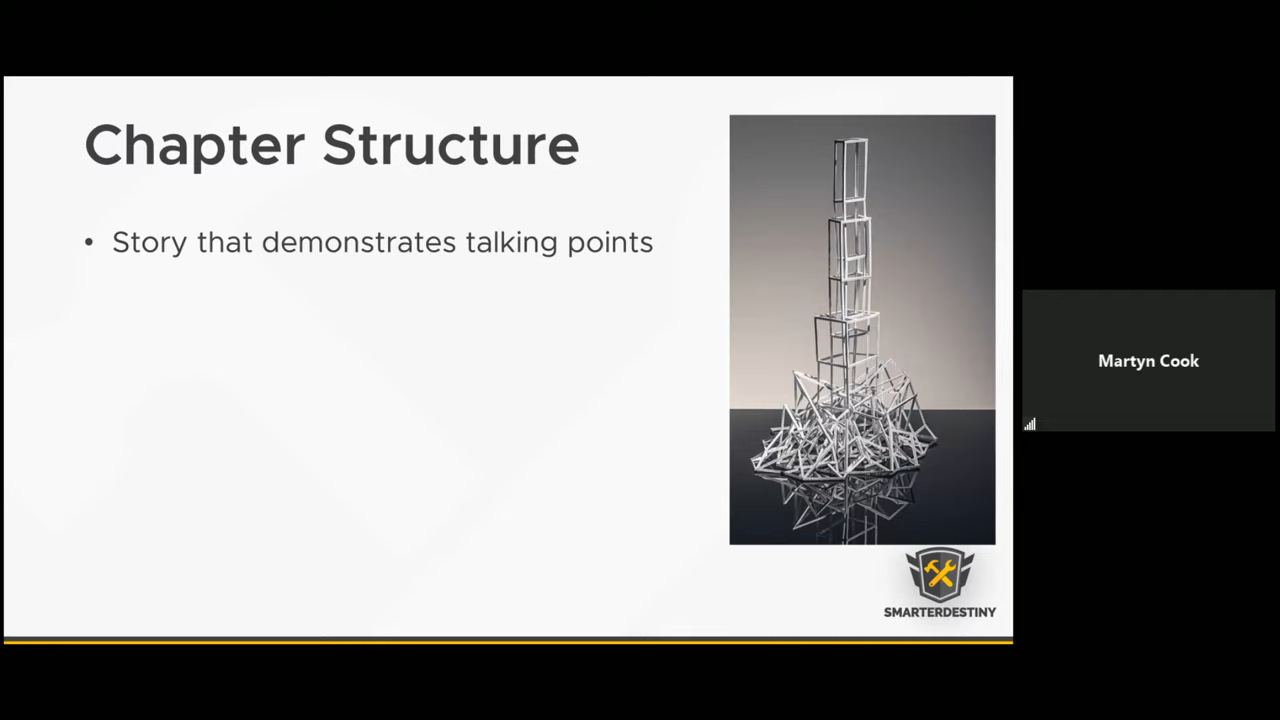 Chapter Structure
• Story that demonstrates talking points
Martyn Cook
SMARTERDESTINY